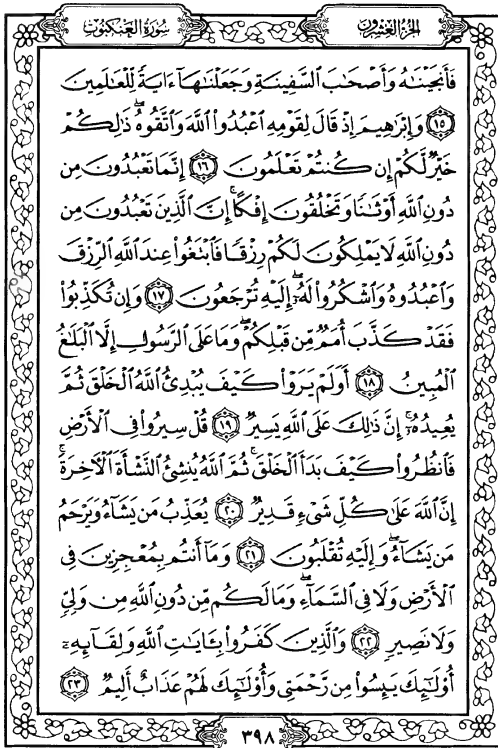 سورة العنكبوت
الجزء العشرون
فَأَنجَيْنَٰهُ وَأَصْحَٰبَ ٱلسَّفِينَةِ وَجَعَلْنَٰهَآ ءَايَةً لِّلْعَٰلَمِينَ
١٥ وَإِبْرَٰهِيمَ إِذْ قَالَ لِقَوْمِهِ ٱعْبُدُوا۟ ٱللَّهَ وَٱتَّقُوهُ ۖ ذَٰلِكُمْ
خَيْرٌ لَّكُمْ إِن كُنتُمْ تَعْلَمُونَ ١٦ إِنَّمَا تَعْبُدُونَ مِن
دُونِ ٱللَّهِ أَوْثَٰنًا وَتَخْلُقُونَ إِفْكًا ۚ إِنَّ ٱلَّذِينَ تَعْبُدُونَ مِن
دُونِ ٱللَّهِ لَا يَمْلِكُونَ لَكُمْ رِزْقًا فَٱبْتَغُوا۟ عِندَ ٱللَّهِ ٱلرِّزْقَ
وَٱعْبُدُوهُ وَٱشْكُرُوا۟ لَهُۥٓ ۖ إِلَيْهِ تُرْجَعُونَ ١٧ وَإِن تُكَذِّبُوا۟
فَقَدْ كَذَّبَ أُمَمٌ مِّن قَبْلِكُمْ ۖ وَمَا عَلَى ٱلرَّسُولِ إِلَّا ٱلْبَلَٰغُ
ٱلْمُبِينُ ١٨ أَوَلَمْ يَرَوْا۟ كَيْفَ يُبْدِئُ ٱللَّهُ ٱلْخَلْقَ ثُمَّ
يُعِيدُهُۥٓ ۚ إِنَّ ذَٰلِكَ عَلَى ٱللَّهِ يَسِيرٌ ١٩ قُلْ سِيرُوا۟ فِى ٱلْأَرْضِ
فَٱنظُرُوا۟ كَيْفَ بَدَأَ ٱلْخَلْقَ ۚ ثُمَّ ٱللَّهُ يُنشِئُ ٱلنَّشْأَةَ ٱلْءَاخِرَةَ ۚ
إِنَّ ٱللَّهَ عَلَىٰ كُلِّ شَىْءٍ قَدِيرٌ ٢٠ يُعَذِّبُ مَن يَشَآءُ وَيَرْحَمُ
مَن يَشَآءُ ۖ وَإِلَيْهِ تُقْلَبُونَ ٢١ وَمَآ أَنتُم بِمُعْجِزِينَ فِى
ٱلْأَرْضِ وَلَا فِى ٱلسَّمَآءِ ۖ وَمَا لَكُم مِّن دُونِ ٱللَّهِ مِن وَلِىٍّ
وَلَا نَصِيرٍ ٢٢ وَٱلَّذِينَ كَفَرُوا۟ بِـَٔايَٰتِ ٱللَّهِ وَلِقَآئِهِۦٓ
أُو۟لَٰٓئِكَ يَئِسُوا۟ مِن رَّحْمَتِى وَأُو۟لَٰٓئِكَ لَهُمْ عَذَابٌ أَلِيمٌ ٢٣
٣٩٨